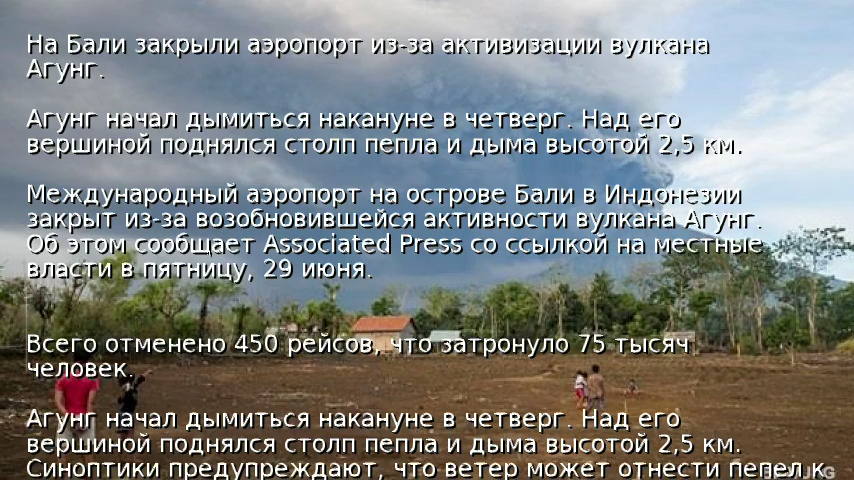 На Бали закрыли аэропорт из-за активизации вулкана
Агунг.
Агунг начал дымиться накануне в четверг. Над его
вершиной поднялся столп пепла и дыма высотой 2,5 км.
Международный аэропорт на острове Бали в Индонезии
закрыт из-за возобновившейся активности вулкана Агунг.
Об этом сообщает Associated Press со ссылкой на местные
власти в пятницу, 29 июня.
Всего отменено 450 рейсов, что затронуло 75 тысяч
человек.
Агунг начал дымиться накануне в четверг. Над его
вершиной поднялся столп пепла и дыма высотой 2,5 км.
Синоптики предупреждают, что ветер может отнести пепел к